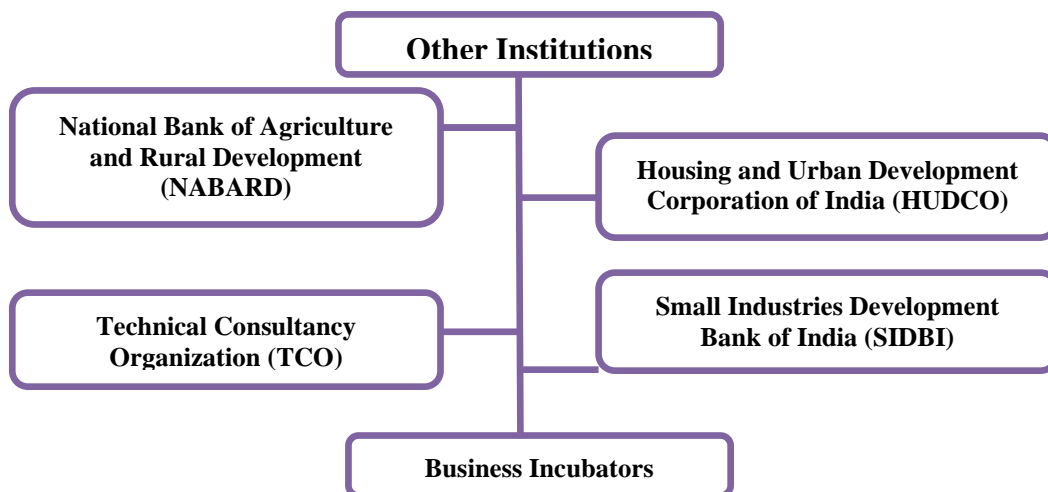 Other Institutions
National Bank of Agriculture
and Rural Development
(NABARD)
Housing and Urban Development
Corporation of India (HUDCO)
Technical Consultancy
Organization (TCO)
Small Industries Development
Bank of India (SIDBI)
Business Incubators